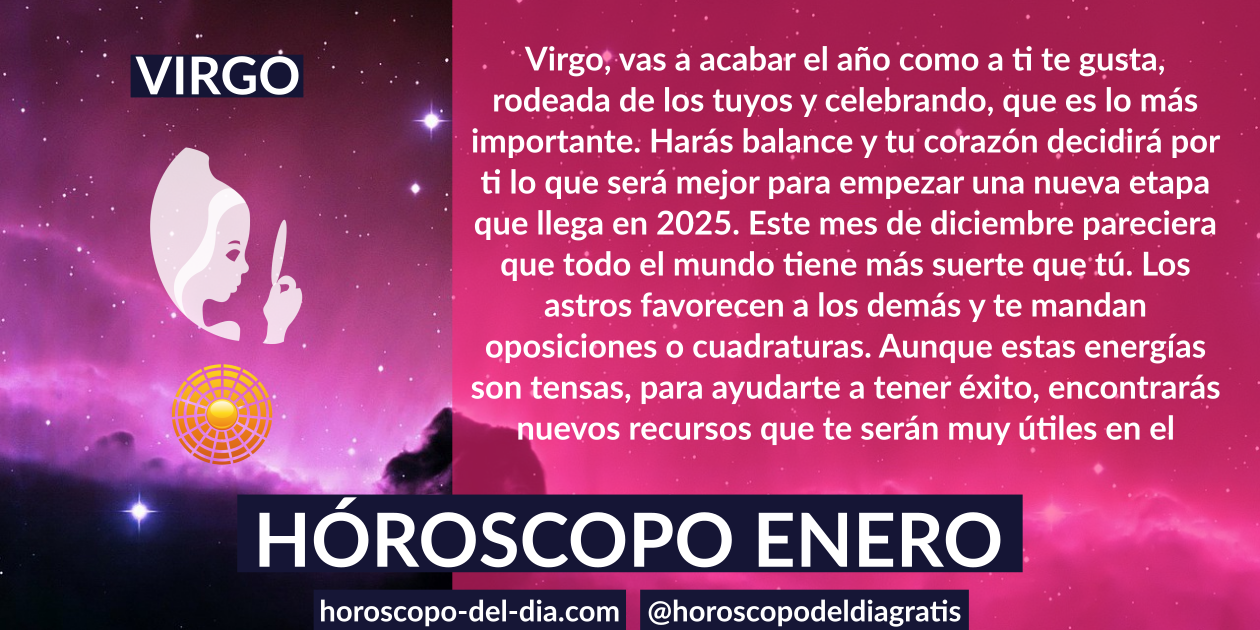 VIRGO
Virgo, vas a acabar el año como a ti te gusta,
rodeada de los tuyos y celebrando, que es lo más
importante. Harás balance y tu corazón decidirá por
ti lo que será mejor para empezar una nueva etapa
que llega en 2025. Este mes de diciembre pareciera
que todo el mundo tiene más suerte que tú. Los
astros favorecen a los demás y te mandan
oposiciones o cuadraturas. Aunque estas energías
son tensas, para ayudarte a tener éxito, encontrarás
nuevos recursos que te serán muy útiles en el
HÓROSCOPO ENERO
horoscopo-del-dia.com
@horoscopodeldiagratis